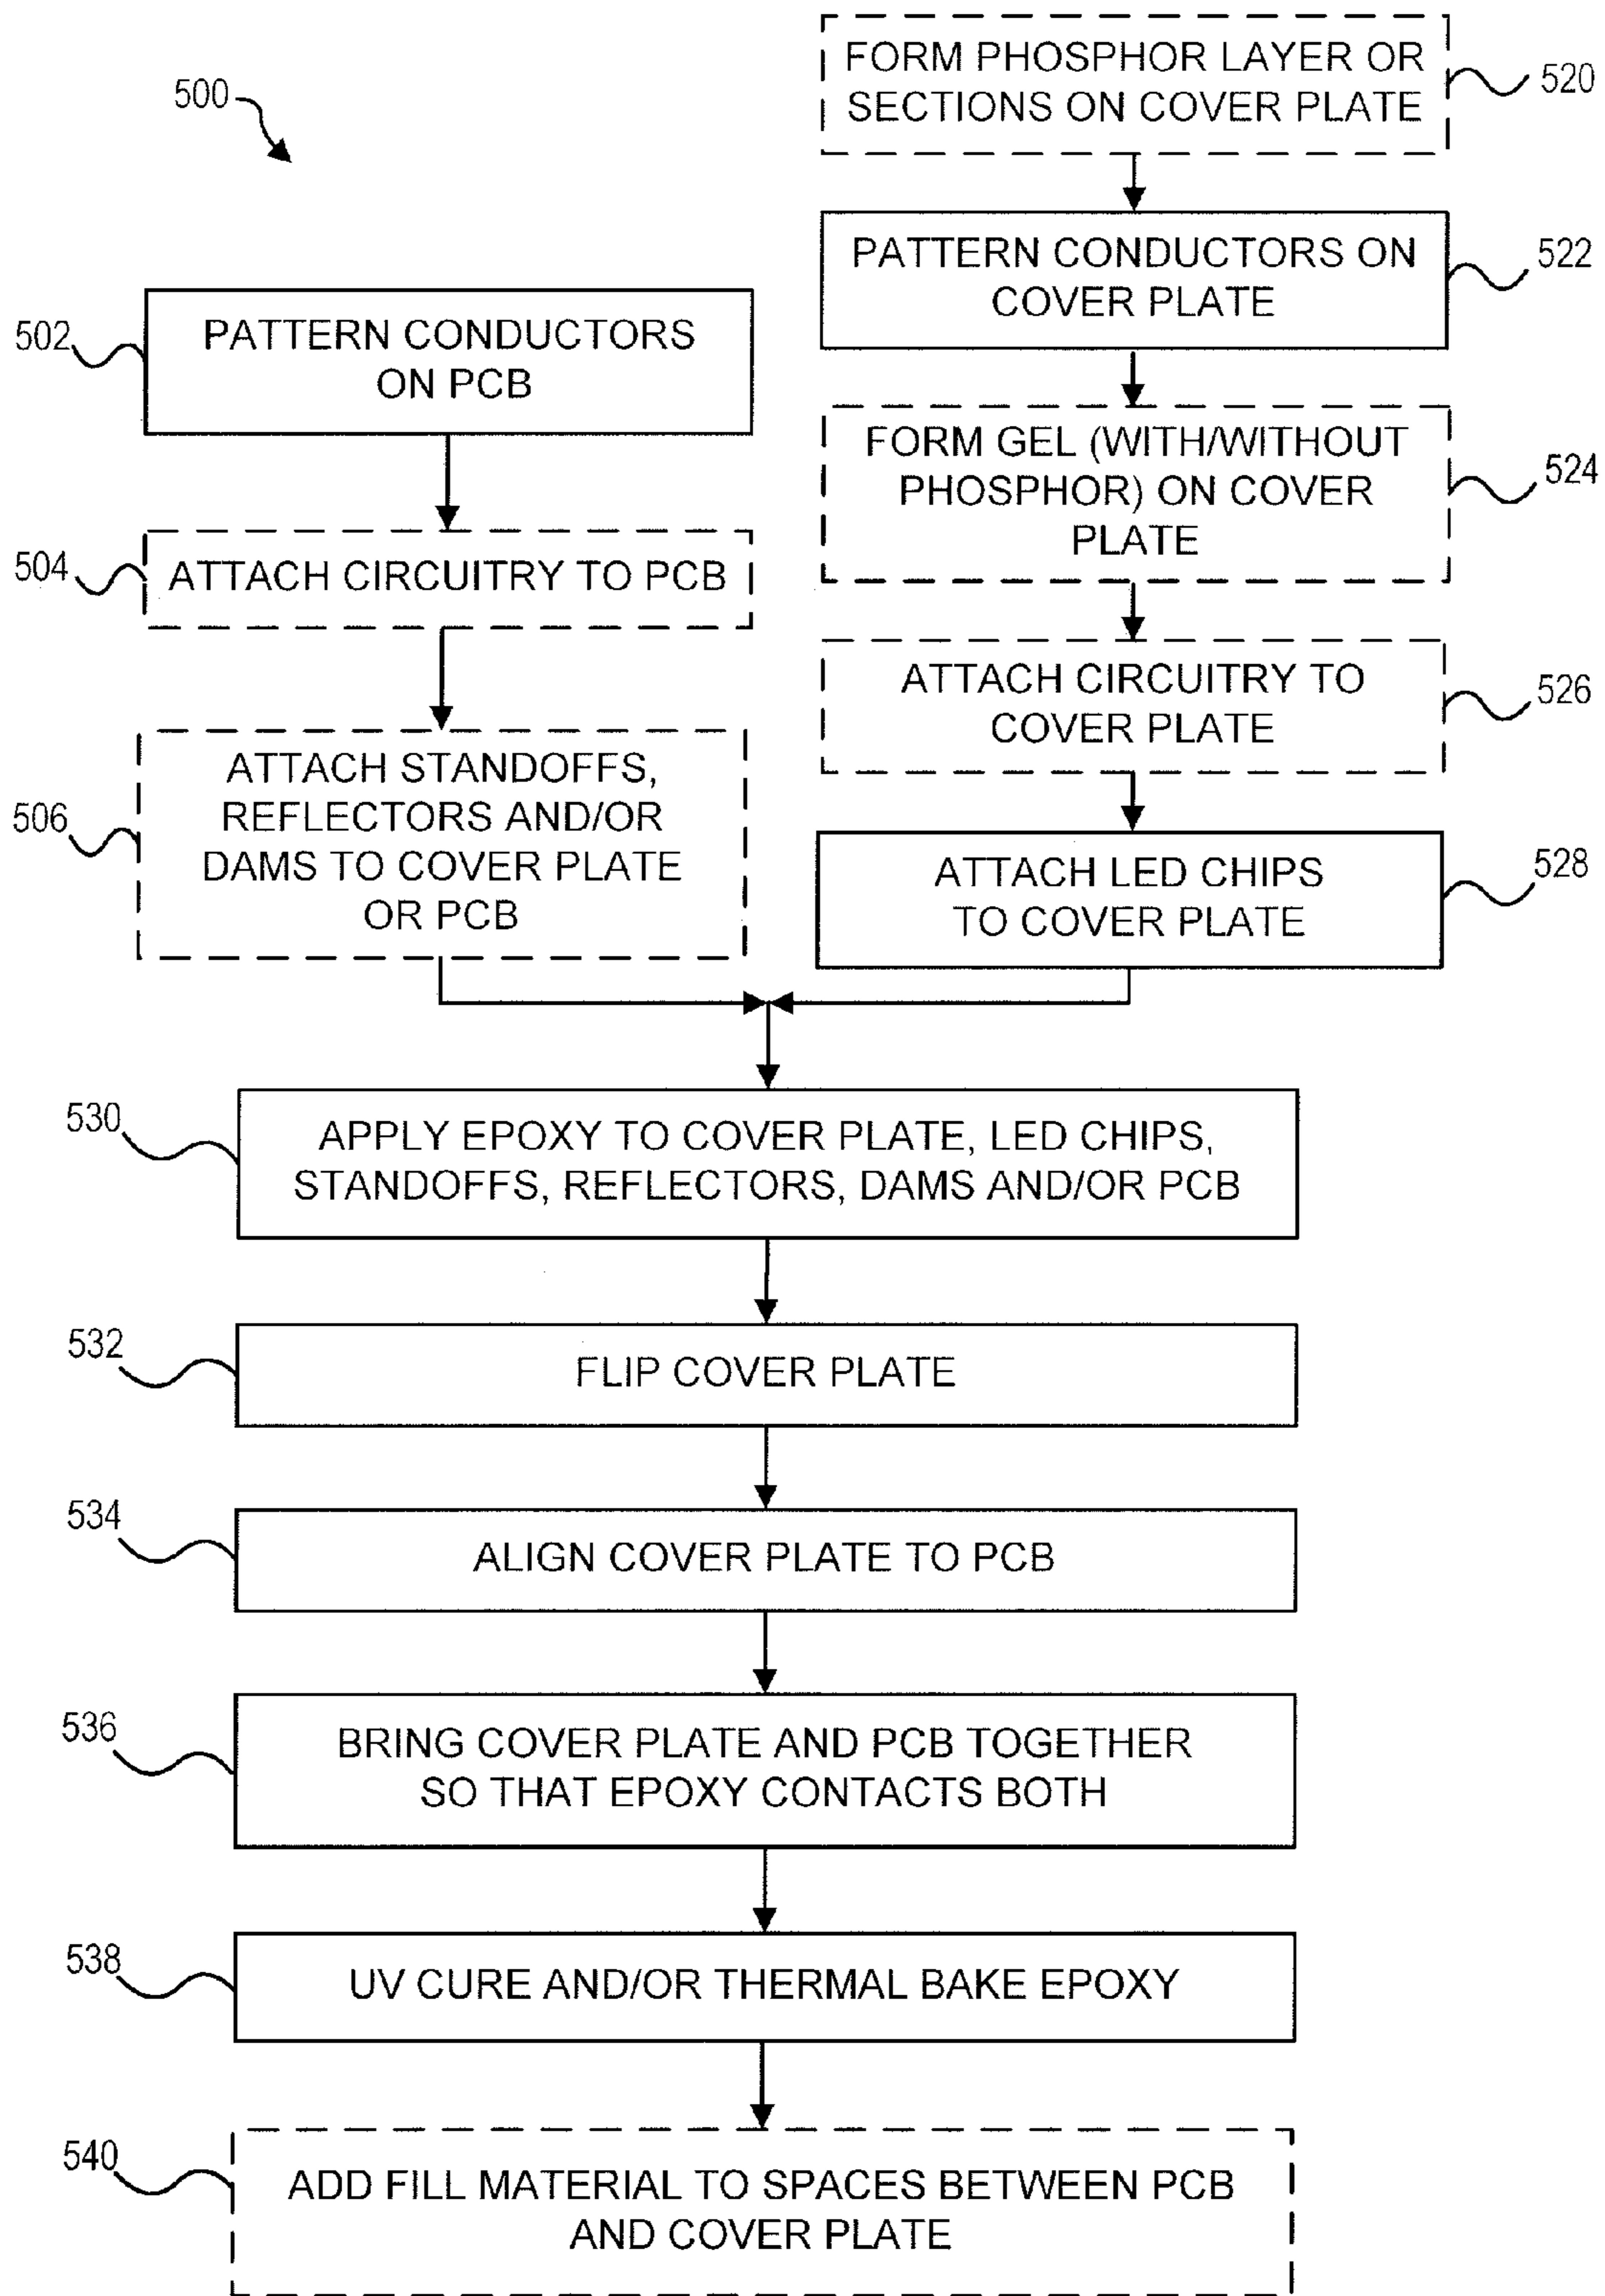 500
502
PATTERN CONDUCTORS
ON PCB
504
ATTACH CIRCUITRY TO PCB
506
ATTACH STANDOFFS,
REFLECTORS AND/OR
DAMS TO COVER PLATE
OR PCB
FORM PHOSPHOR LAYER OR
SECTIONS ON COVER PLATE
520
PATTERN CONDUCTORS ON
COVER PLATE
522
FORM GEL (WITH/WITHOUT
PHOSPHOR) ON COVER
PLATE
524
ATTACH CIRCUITRY TO
COVER PLATE
526
ATTACH LED CHIPS
TO COVER PLATE
528
530
APPLY EPOXY TO COVER PLATE, LED CHIPS,
STANDOFFS, REFLECTORS, DAMS AND/OR PCB
532
FLIP COVER PLATE
534
ALIGN COVER PLATE TO PCB
536
BRING COVER PLATE AND PCB TOGETHER
SO THAT EPOXY CONTACTS BOTH
538
UV CURE AND/OR THERMAL BAKE EPOXY
540
ADD FILL MATERIAL TO SPACES BETWEEN PCB
AND COVER PLATE